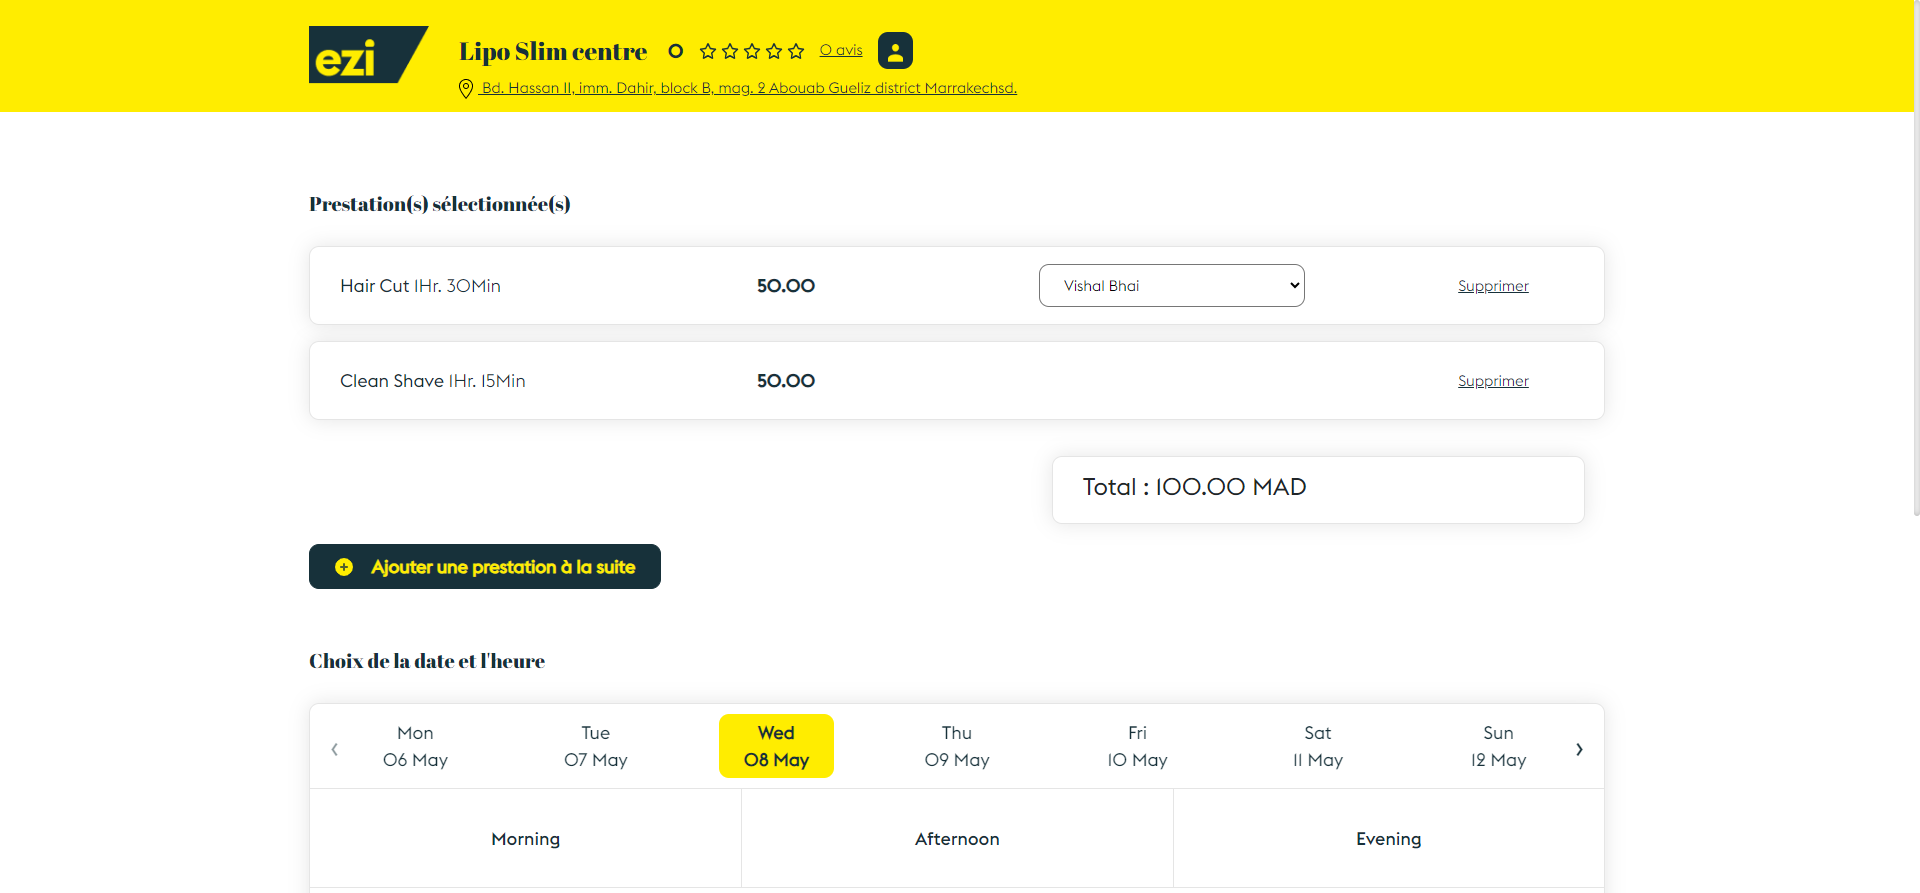 ezi
Lipo Slim centre 0 0 avis
Bd. Hassan II, imm. Dahir, block B, mag. 2 Abouab Gueliz district Marrakechsd.
Prestation(s) sélectionnée(s)
Hair Cut 1Hr. 30Min 50.00 Vishal Bhai Supprimer
Clean Shave 1Hr. 15Min 50.00 Supprimer
Total : 100.00 MAD
Ajouter une prestation à la suite
Choix de la date et l'heure
Mon Tue Wed Thu Fri Sat Sun
06 May 07 May 08 May 09 May 10 May 11 May 12 May
Morning Afternoon Evening